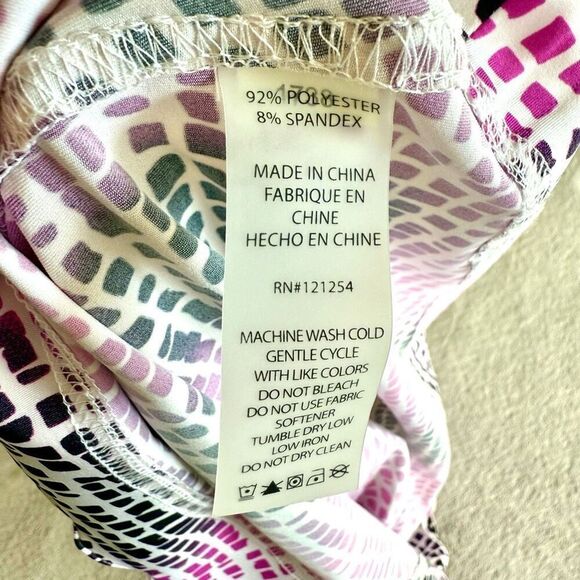 92% POLYESTER
8% SPANDEX
MADE IN CHINA
FABRIQUE EN
CHINE
HECHO EN CHINE
RN#121254
MACHINE WASH COLD
GENTLE CYCLE
WITH LIKE COLORS
DO NOT BLEACH
DO NOT USE FABRIC
SOFTENER
TUMBLE DRY LOW
LOW IRON
DO NOT DRY CLEAN